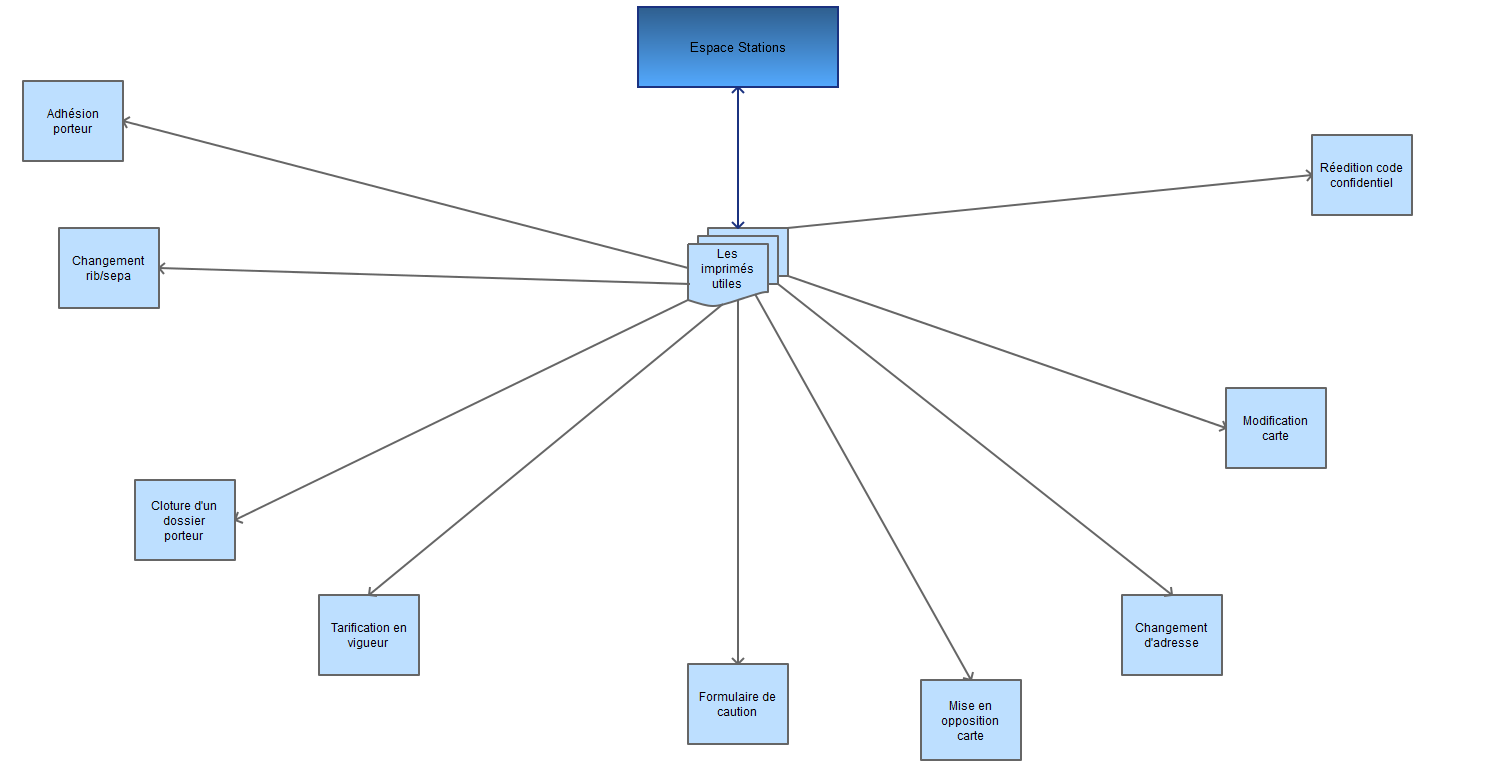 Espace Stations
Adhésion
porteur
Réedition code
confidentiel
Changement
rib/sepa
Les
imprimés
utiles
Modification
carte
Cloture d'un
dossier
porteur
Tarification en
vigueur
Formulaire de
caution
Mise en
opposition
carte
Changement
d'adresse